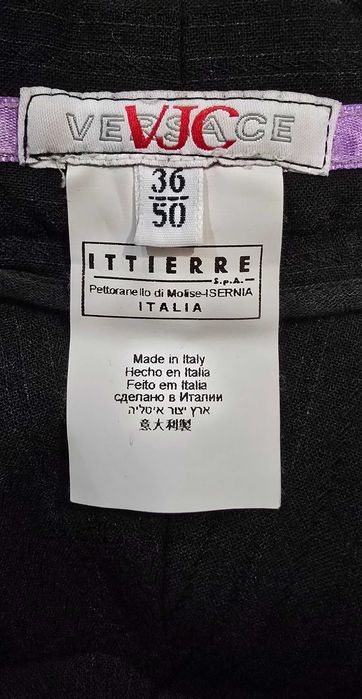 VERSACE
VJC
36
50
ITTIERRE
S.p.A.
Pettoranello di Molise-ISERNIA
ITALIA
Made in Italy
Hecho en Italia
Feito em Italia
сделано в Италии
ארץ יצור איטליה
意大利製